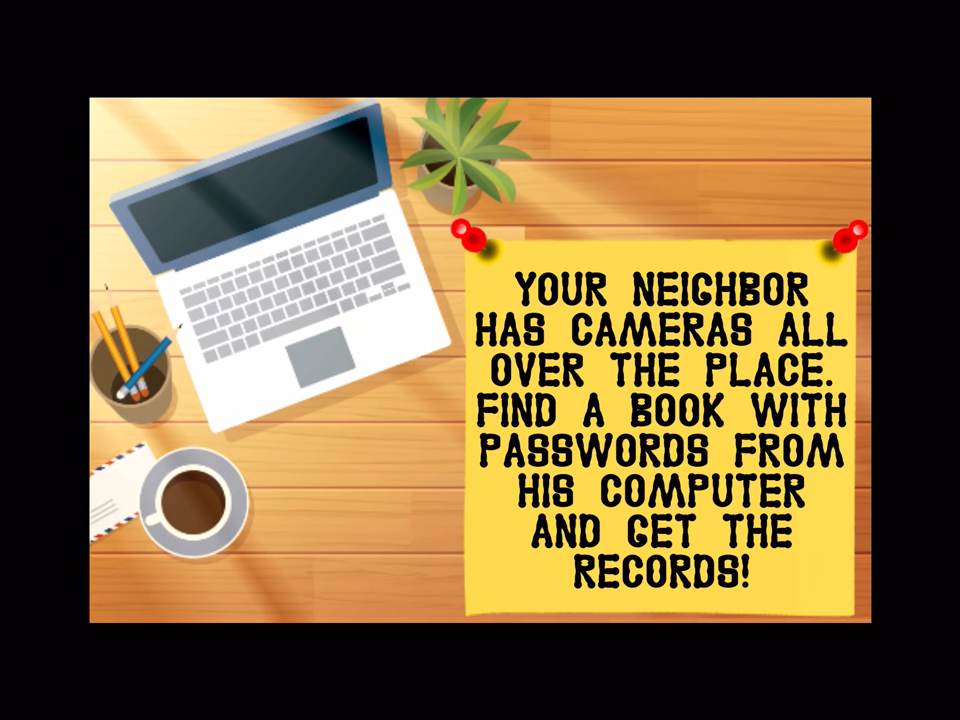 YOUR NEIGHBOR
HAS CAMERAS ALL
OVER THE PLACE.
FIND A BOOK WITH
PASSWORDS FROM
HIS COMPUTER
AND GET THE
RECORDS!